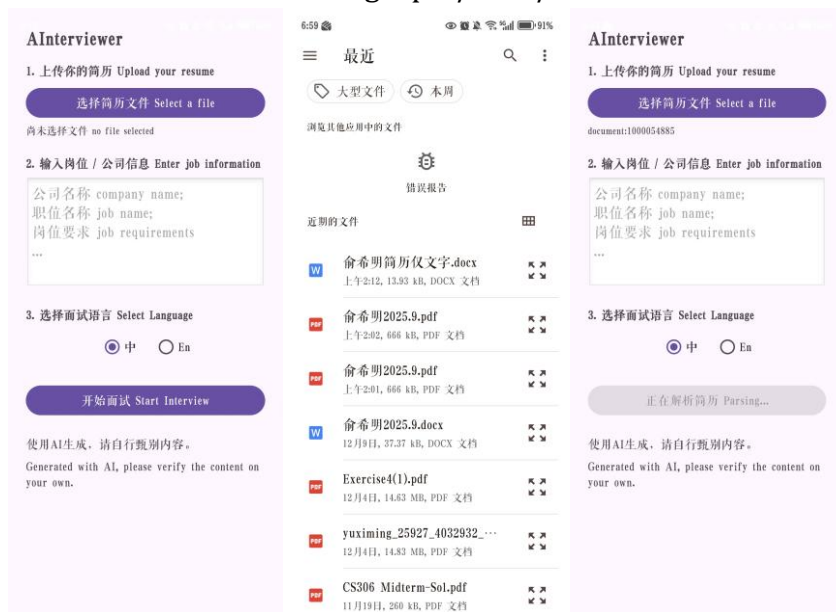 AInterviewer
1. 上传你的简历 Upload your resume
选择简历文件 Select a file
尚未选择文件 no file selected
2. 输入岗位 / 公司信息 Enter job information
公司名称 company name;
职位名称 job name;
岗位要求 job requirements
...
3. 选择面试语言 Select Language
中
En
开始面试 Start Interview
使用AI生成，请自行甄别内容。
Generated with AI, please verify the content on
your own.
6:59
91%
最近
大型文件
本周
浏览其他应用中的文件
错误报告
近期的文件
俞希明简历仅文字.docx
上午2:12, 13.93 kB, DOCX 文档
俞希明2025.9.pdf
上午2:02, 666 kB, PDF 文档
俞希明2025.9.pdf
上午2:01, 666 kB, PDF 文档
俞希明2025.9.docx
12月9日, 37.37 kB, DOCX 文档
Exercise4(1).pdf
12月4日, 14.63 MB, PDF 文档
yuximing_25927_4032932_…
12月4日, 14.83 MB, PDF 文档
CS306 Midterm-Sol.pdf
11月19日, 260 kB, PDF 文档
AInterviewer
1. 上传你的简历 Upload your resume
选择简历文件 Select a file
document:1000054885
2. 输入岗位 / 公司信息 Enter job information
公司名称 company name;
职位名称 job name;
岗位要求 job requirements
...
3. 选择面试语言 Select Language
中
En
正在解析简历 Parsing...
使用AI生成，请自行甄别内容。
Generated with AI, please verify the content on
your own.